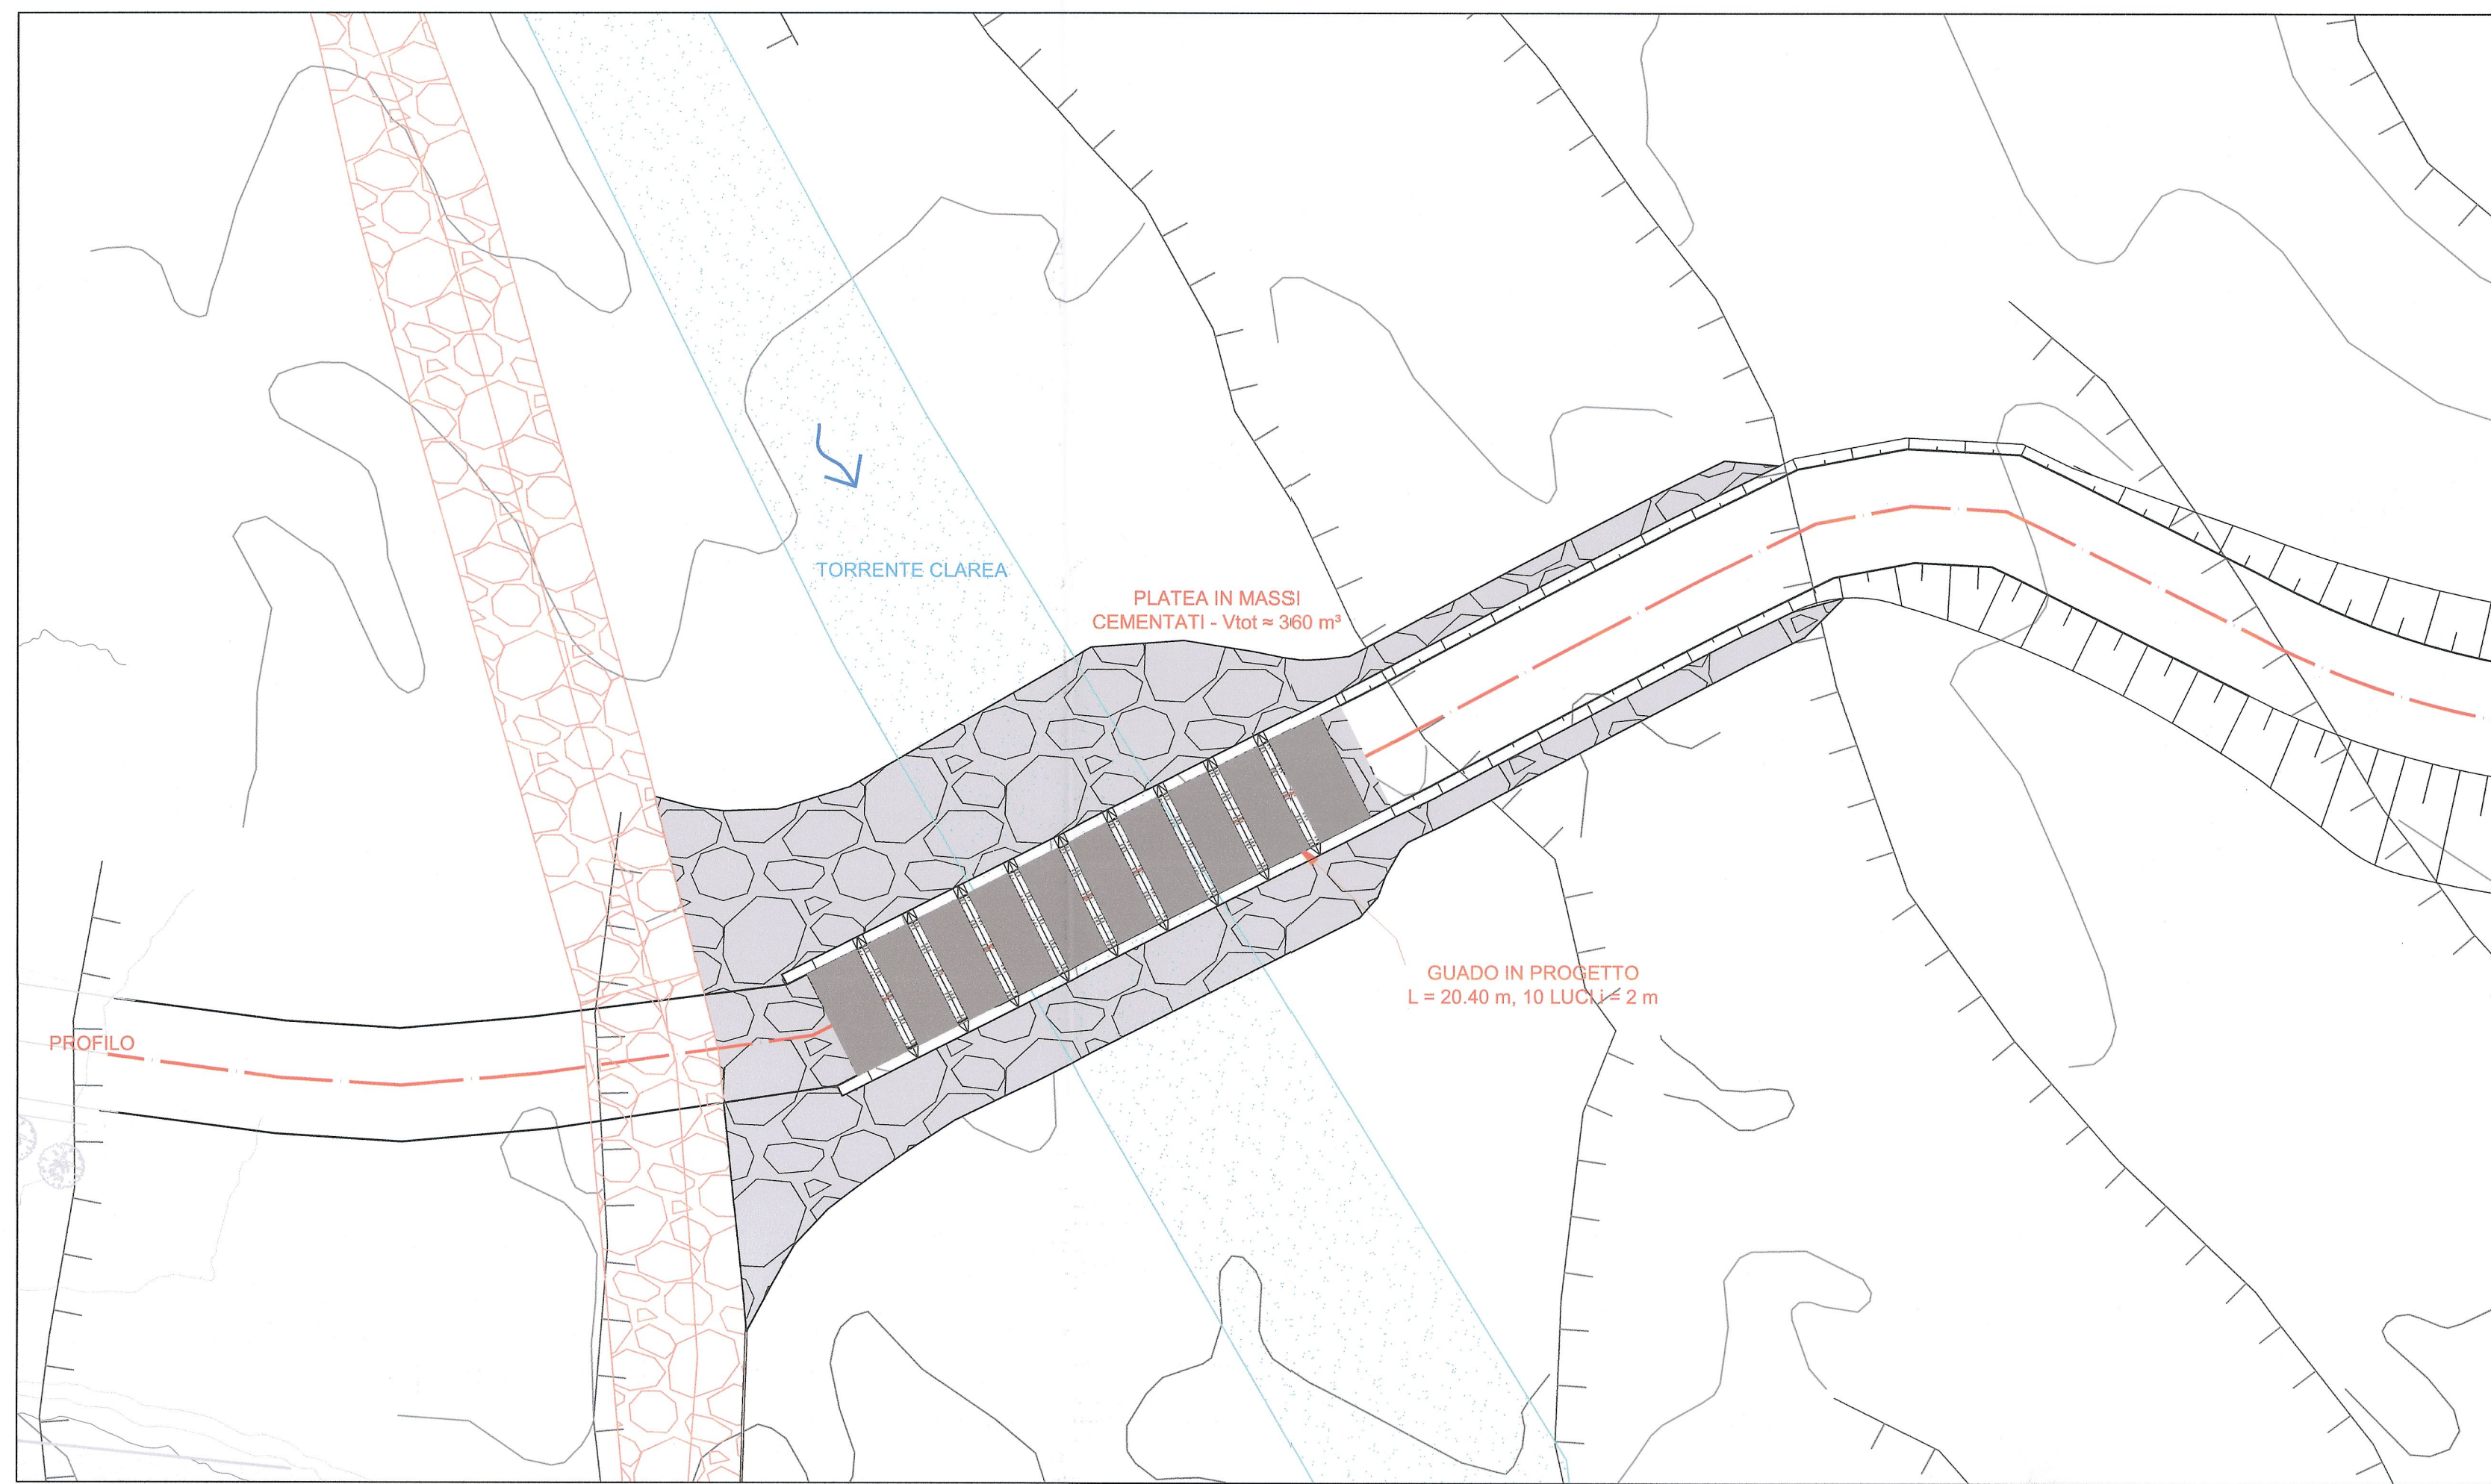 TORRENTE CLAREA
PLATEA IN MASSI
CEMENTATI - Vtot ≈ 360 m³
GUADO IN PROGETTO
L = 20.40 m, 10 LUCI i = 2 m
PROFILO